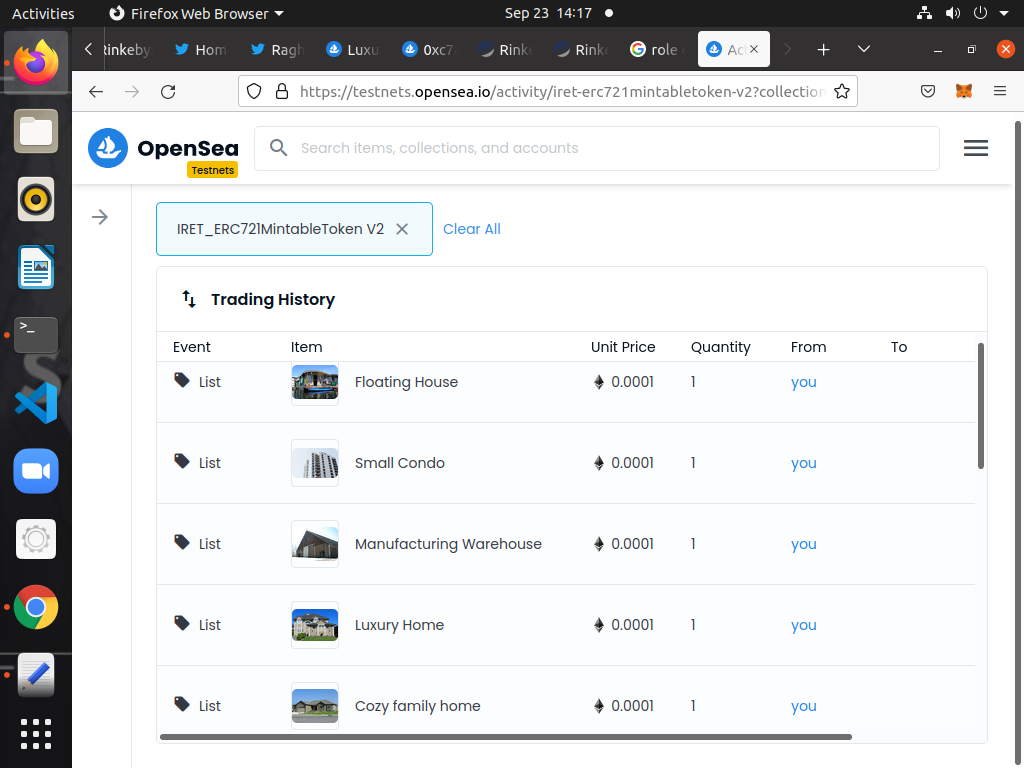 Activities Firefox Web Browser Sep 23 14:17
Rinkeby Hom Ragh Luxu 0xc7 Rinke Rinke role Ac
https://testnets.opensea.io/activity/iret-erc721mintabletoken-v2?collection
OpenSea
Testnets
Search items, collections, and accounts
IRET_ERC721MintableToken V2 Clear All
Trading History
Event Item Unit Price Quantity From To
List Floating House 0.0001 1 you
List Small Condo 0.0001 1 you
List Manufacturing Warehouse 0.0001 1 you
List Luxury Home 0.0001 1 you
List Cozy family home 0.0001 1 you